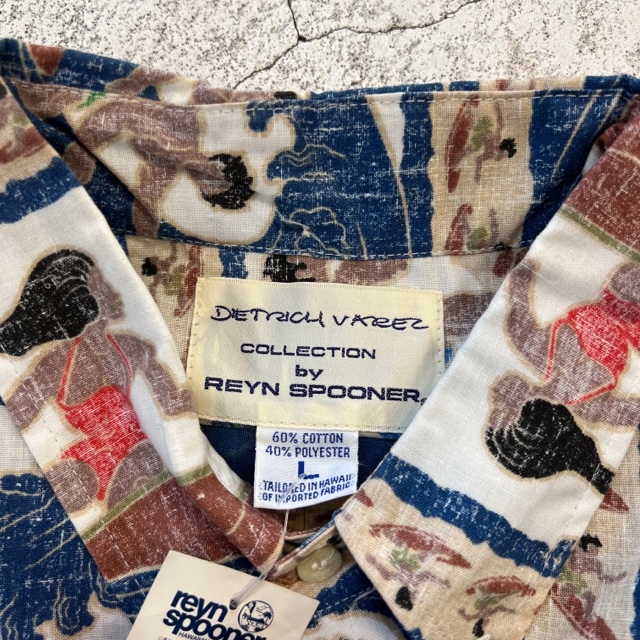 DIETRICH VAREZ
COLLECTION
by
REYN SPOONER®
60% COTTON
40% POLYESTER
L
TAILORED IN HAWAII
OF IMPORTED FABRIC
reyn
spooner